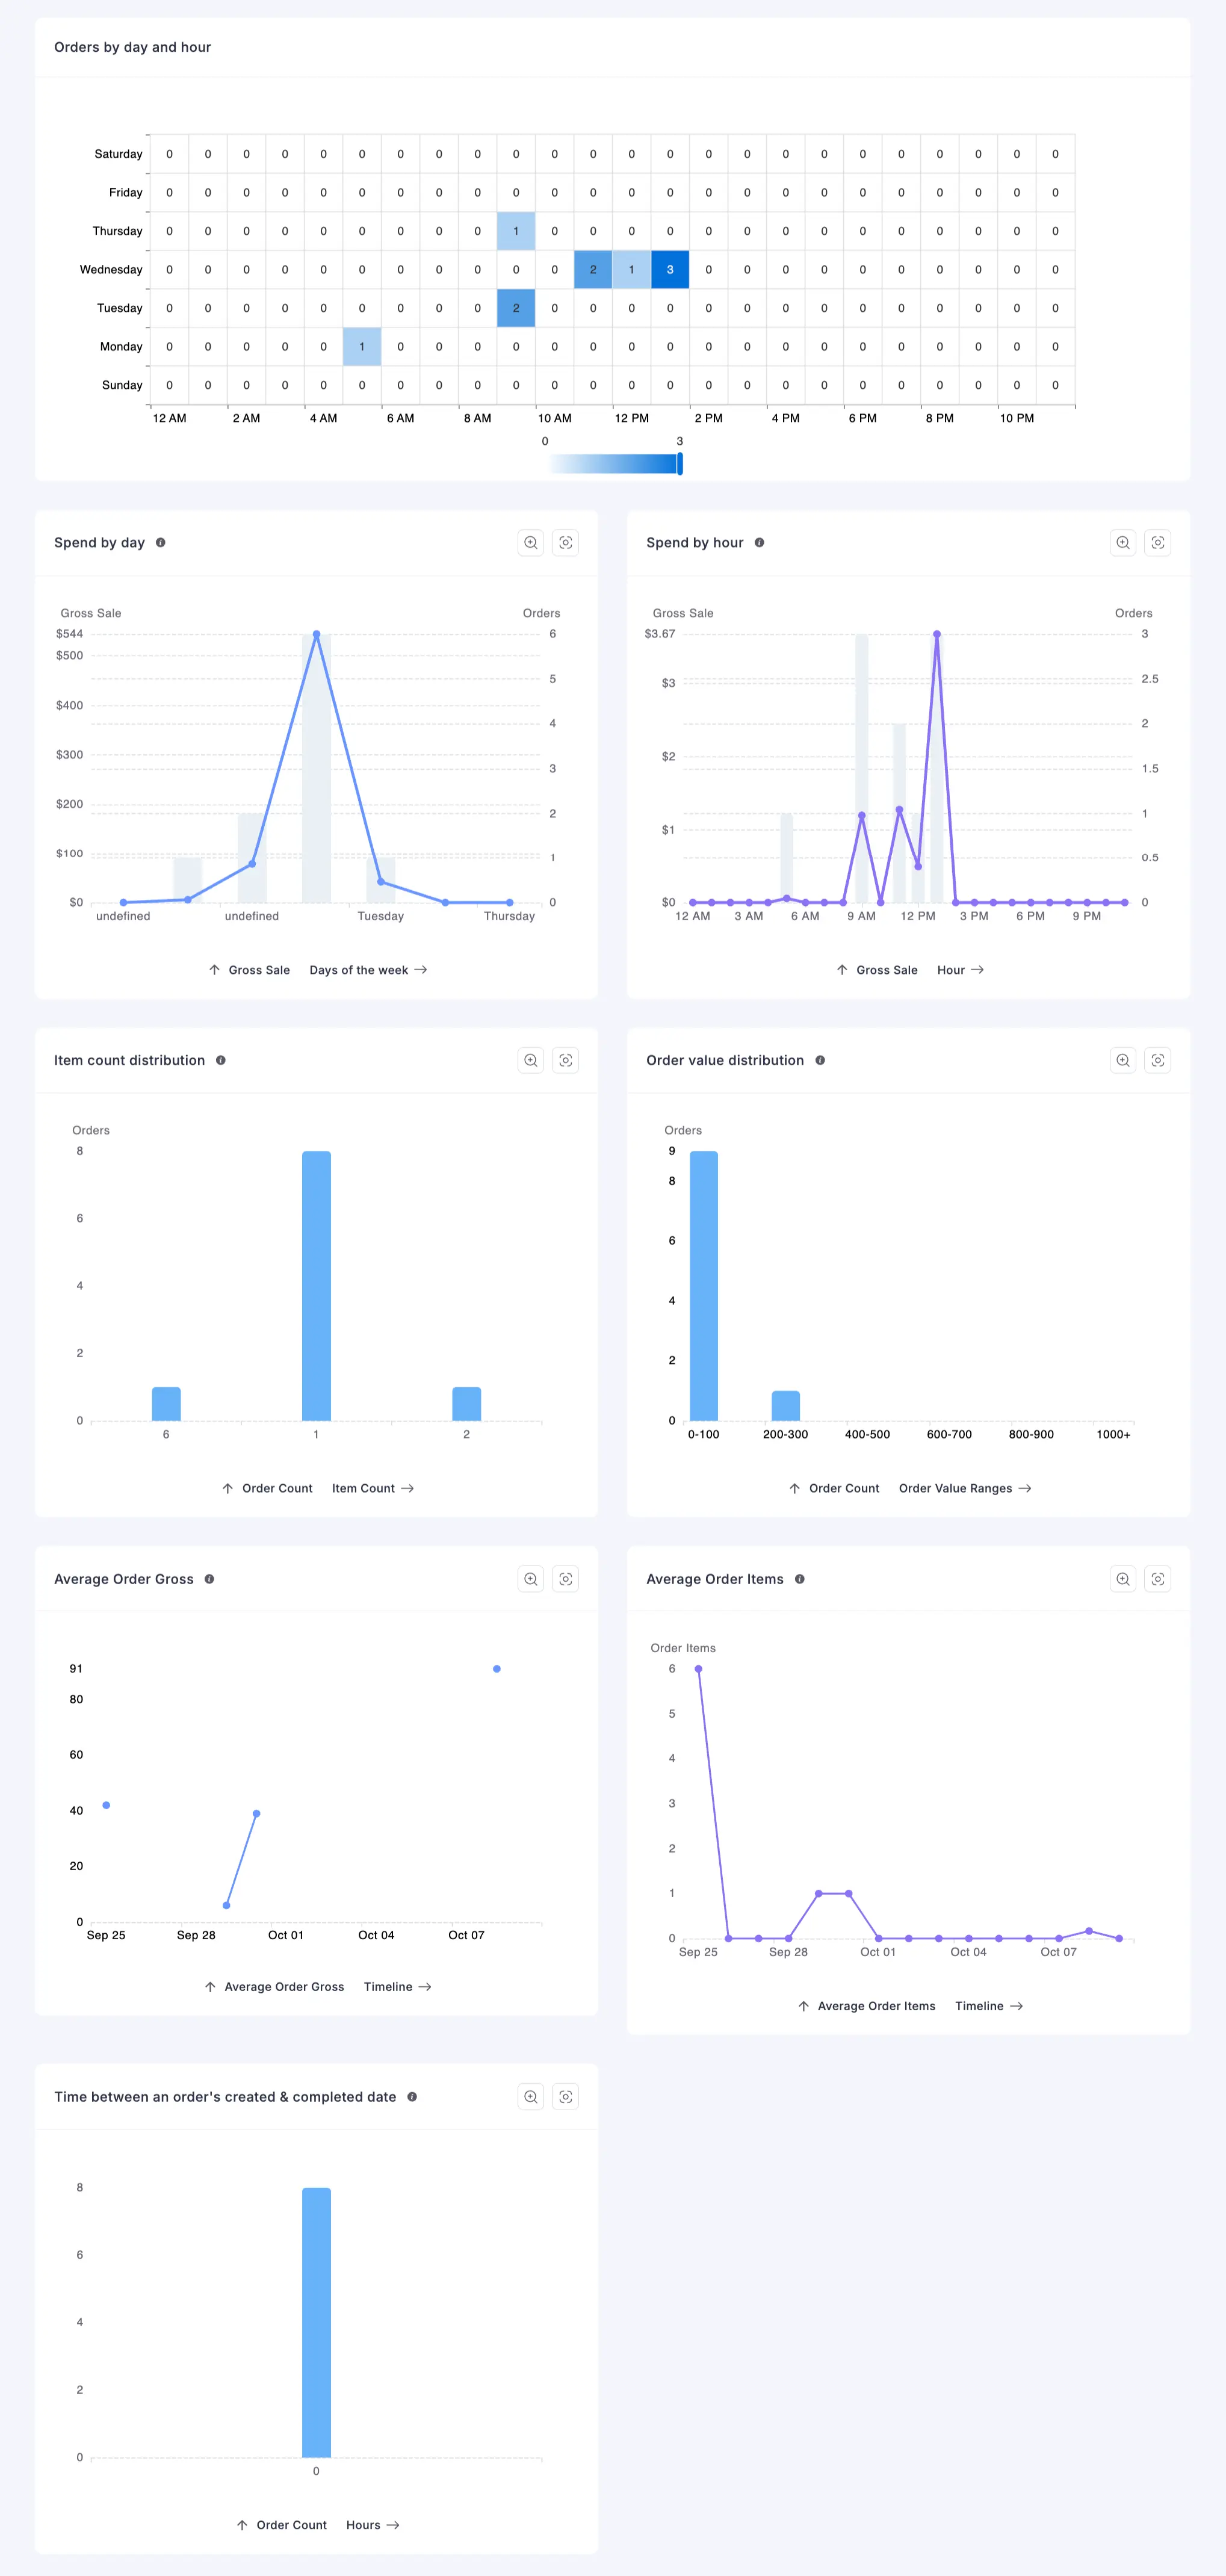 Orders by day and hour
Saturday 0 0 0 0 0 0 0 0 0 0 0 0 0 0 0 0 0 0 0 0 0 0 0 0
Friday 0 0 0 0 0 0 0 0 0 0 0 0 0 0 0 0 0 0 0 0 0 0 0 0
Thursday 0 0 0 0 0 0 0 0 0 1 0 0 0 0 0 0 0 0 0 0 0 0 0 0
Wednesday 0 0 0 0 0 0 0 0 0 0 0 2 1 3 0 0 0 0 0 0 0 0 0 0
Tuesday 0 0 0 0 0 0 0 0 0 2 0 0 0 0 0 0 0 0 0 0 0 0 0 0
Monday 0 0 0 0 0 1 0 0 0 0 0 0 0 0 0 0 0 0 0 0 0 0 0 0
Sunday 0 0 0 0 0 0 0 0 0 0 0 0 0 0 0 0 0 0 0 0 0 0 0 0
12 AM 2 AM 4 AM 6 AM 8 AM 10 AM 12 PM 2 PM 4 PM 6 PM 8 PM 10 PM
0 3
Spend by day
Gross Sale Orders
$544 6
$500
5
$400
4
$300
3
$200
2
$100
1
$0 0
undefined undefined Tuesday Thursday
↑ Gross Sale Days of the week →
Spend by hour
Gross Sale Orders
$3.67 3
2.5
$3
2
$2
1.5
1
$1
0.5
$0 0
12 AM 3 AM 6 AM 9 AM 12 PM 3 PM 6 PM 9 PM
↑ Gross Sale Hour →
Item count distribution
Orders
8
6
4
2
0
6 1 2
↑ Order Count Item Count →
Order value distribution
Orders
9
8
6
4
2
0
0-100 200-300 400-500 600-700 800-900 1000+
↑ Order Count Order Value Ranges →
Average Order Gross
91
80
60
40
20
0
Sep 25 Sep 28 Oct 01 Oct 04 Oct 07
↑ Average Order Gross Timeline →
Average Order Items
Order Items
6
5
4
3
2
1
0
Sep 25 Sep 28 Oct 01 Oct 04 Oct 07
↑ Average Order Items Timeline →
Time between an order's created & completed date
8
6
4
2
0
0
↑ Order Count Hours →